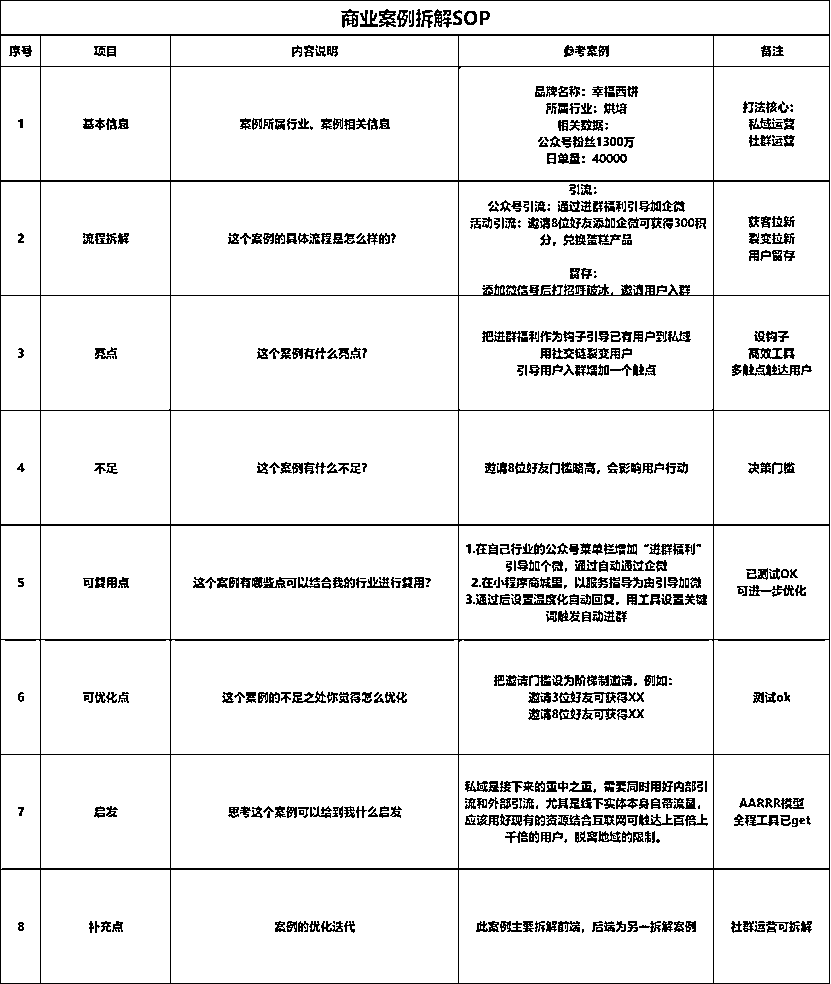 商业案例拆解SOP
序号 项目 内容说明 参考案例 备注
品牌名称：幸福西饼
所属行业：烘培
相关数据：
公众号粉丝1300万
日单量：40000
1 基本信息 案例所属行业、案例相关信息
打法核心：
私域运营
社群运营
引流：
公众号引流：通过进群福利引导加企微
活动引流：邀请8位好友添加企微可获得300积
分，兑换蛋糕产品
留存：
添加微信号后打招呼破冰，邀请用户入群
2 流程拆解 这个案例的具体流程是怎么样的？
获客拉新
裂变拉新
用户留存
3 亮点 这个案例有什么亮点？
把进群福利作为钩子引导已有用户到私域
用社交链裂变用户
引导用户入群增加一个触点
设钩子
高效工具
多触点触达用户
4 不足 这个案例有什么不足？ 邀请8位好友门槛略高，会影响用户行动 决策门槛
5 可复用点 这个案例有哪些点可以结合我的行业进行复用？
1.在自己行业的公众号菜单栏增加“进群福利”
引导加个微，通过自动通过企微
2.在小程序商城里，以服务指导为由引导加微
3.通过后设置温度化自动回复，用工具设置关键
词触发自动进群
已测试OK
可进一步优化
6 可优化点 这个案例的不足之处你觉得怎么优化
把邀请门槛设为阶梯制邀请，例如：
邀请3位好友可获得XX
邀请8位好友可获得XX
测试ok
7 启发 思考这个案例可以给到我什么启发
私域是接下来的重中之重，需要同时用好内部引
流和外部引流，尤其是线下实体本身自带流量，
应该用好现有的资源结合互联网可触达上百倍上
千倍的用户，脱离地域的限制。
AARRR模型
全程工具已get
8 补充点 案例的优化迭代 此案例主要拆解前端，后端为另一拆解案例 社群运营可拆解